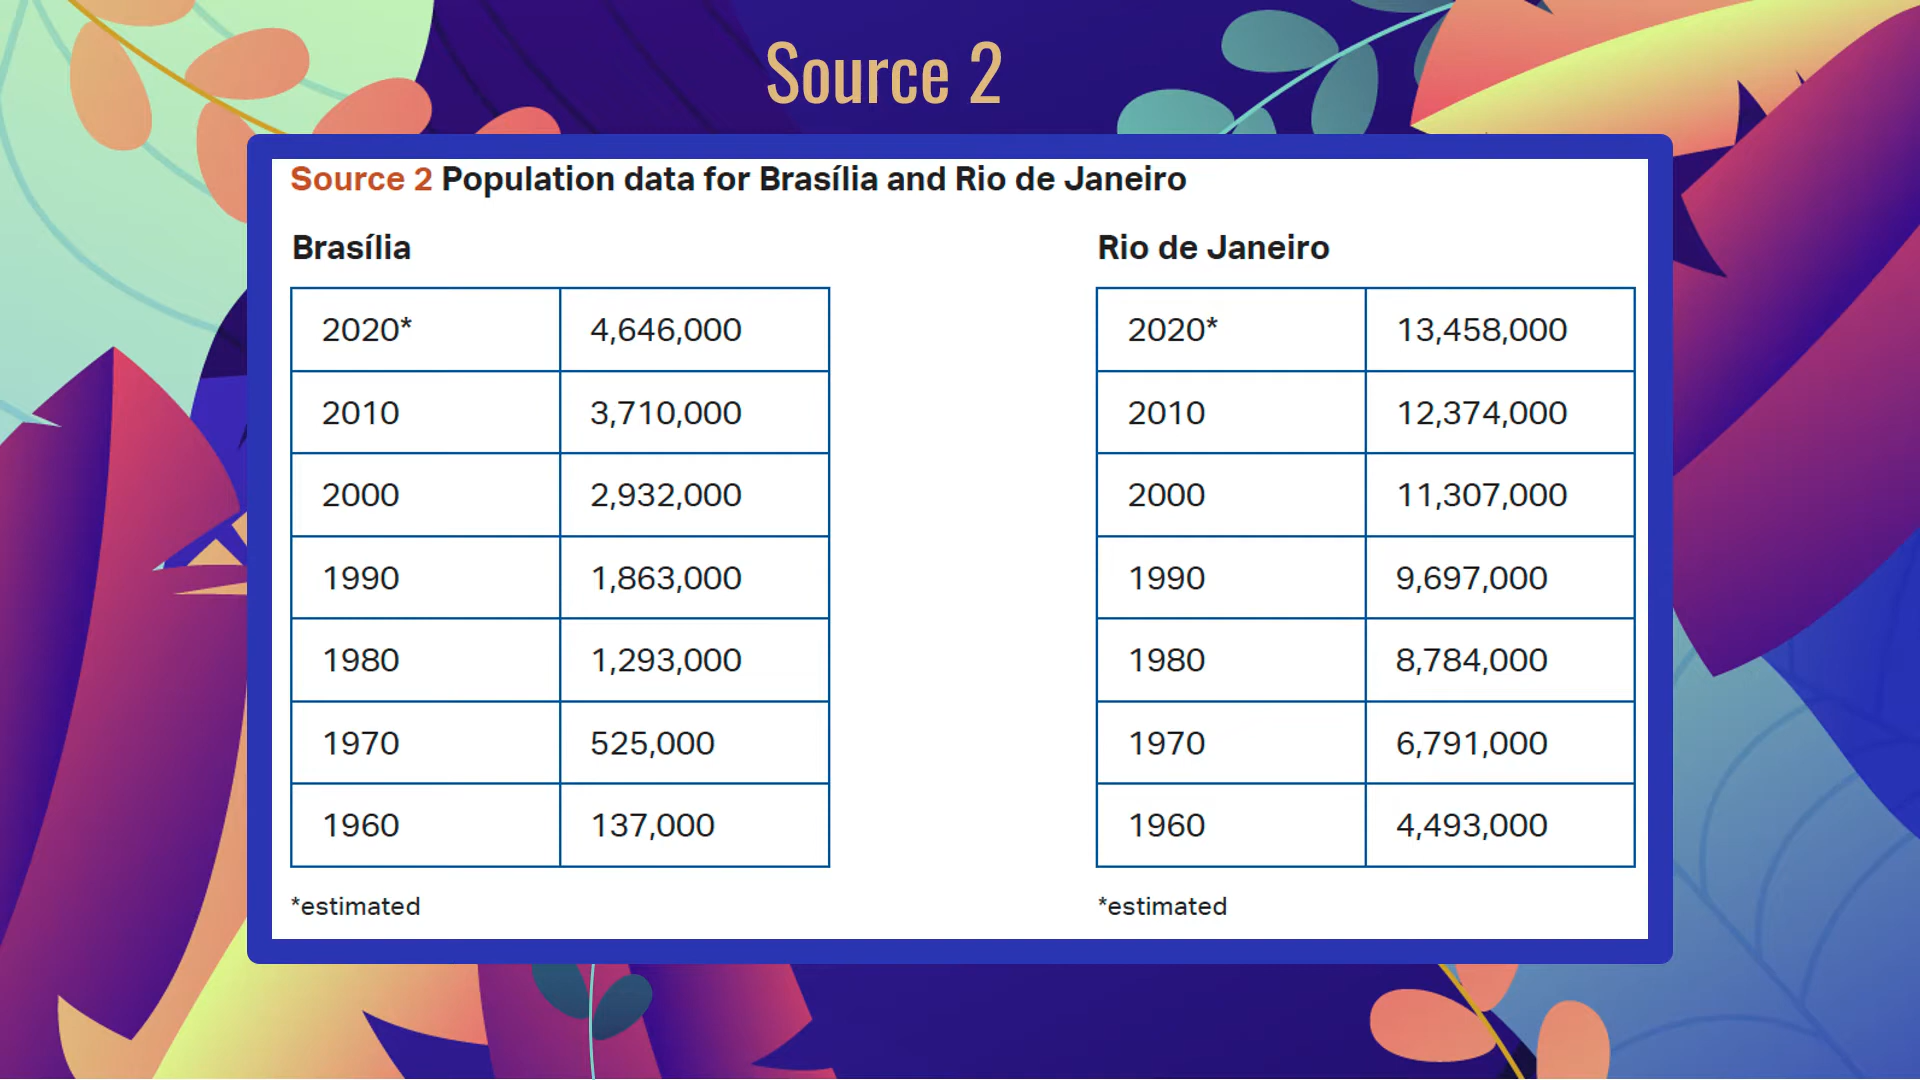 Source 2
Source 2 Population data for Brasília and Rio de Janeiro
Brasília
2020* 4,646,000
2010 3,710,000
2000 2,932,000
1990 1,863,000
1980 1,293,000
1970 525,000
1960 137,000
*estimated
Rio de Janeiro
2020* 13,458,000
2010 12,374,000
2000 11,307,000
1990 9,697,000
1980 8,784,000
1970 6,791,000
1960 4,493,000
*estimated